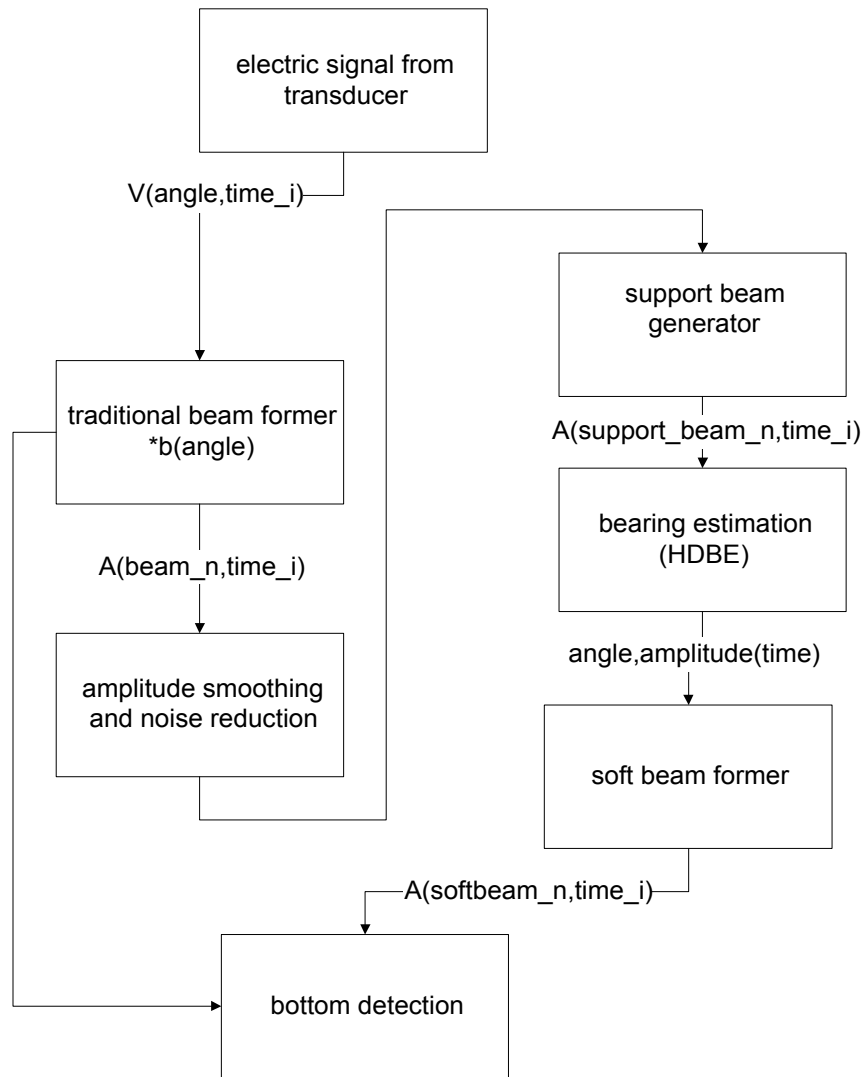 electric signal from
transducer
V(angle,time_i)
traditional beam former
*b(angle)
A(beam_n,time_i)
amplitude smoothing
and noise reduction
support beam
generator
A(support_beam_n,time_i)
bearing estimation
(HDBE)
angle,amplitude(time)
soft beam former
A(softbeam_n,time_i)
bottom detection